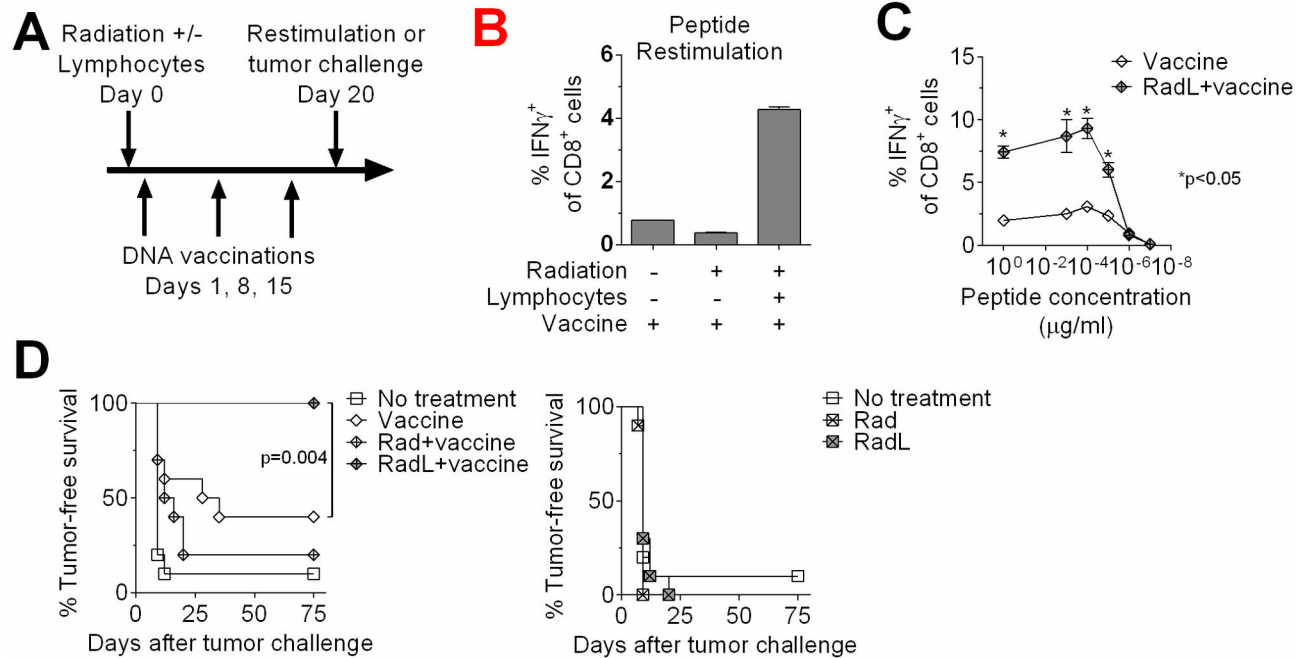 A
Radiation +/-
Lymphocytes
Day 0
Restimulation or
tumor challenge
Day 20
DNA vaccinations
Days 1, 8, 15
B
Peptide
Restimulation
% IFNγ+
of CD8+ cells
6
4
2
0
Radiation - + +
Lymphocytes - - +
Vaccine + + +
C
Vaccine
RadL+vaccine
% IFNγ+
of CD8+ cells
15
10
5
0
* * * *
*p<0.05
10^0 10^-2 10^-4 10^-6 10^-8
Peptide concentration
(μg/ml)
D
% Tumor-free survival
100
50
0
0 25 50 75
Days after tumor challenge
No treatment
Vaccine
Rad+vaccine
RadL+vaccine
p=0.004
% Tumor-free survival
100
50
0
0 25 50 75
Days after tumor challenge
No treatment
Rad
RadL